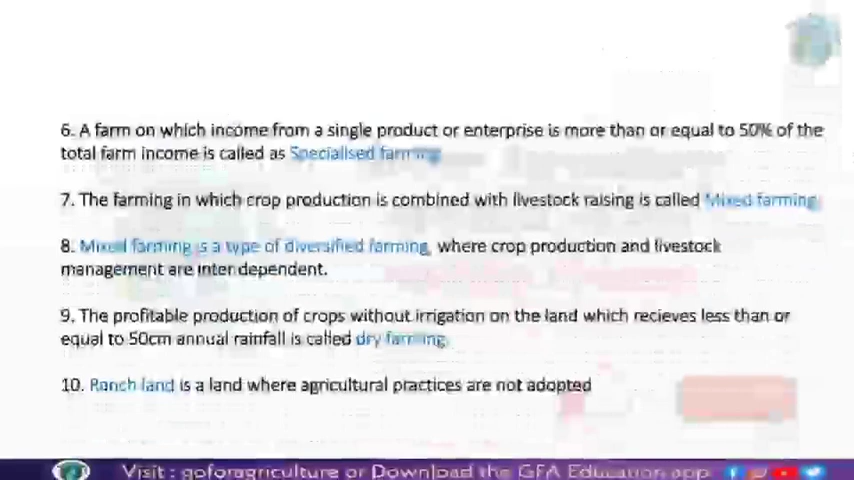 6. A farm on which income from a single product or enterprise is more than or equal to 50% of the
total farm income is called as Specialised farming
7. The farming in which crop production is combined with livestock raising is called Mixed farming.
8. Mixed farming is a type of diversified farming, where crop production and livestock
management are inter dependent.
9. The profitable production of crops without irrigation on the land which recieves less than or
equal to 50cm annual rainfall is called dry farming.
10. Ranch land is a land where agricultural practices are not adopted
Visit : goforagriculture or Download the GFA Education app